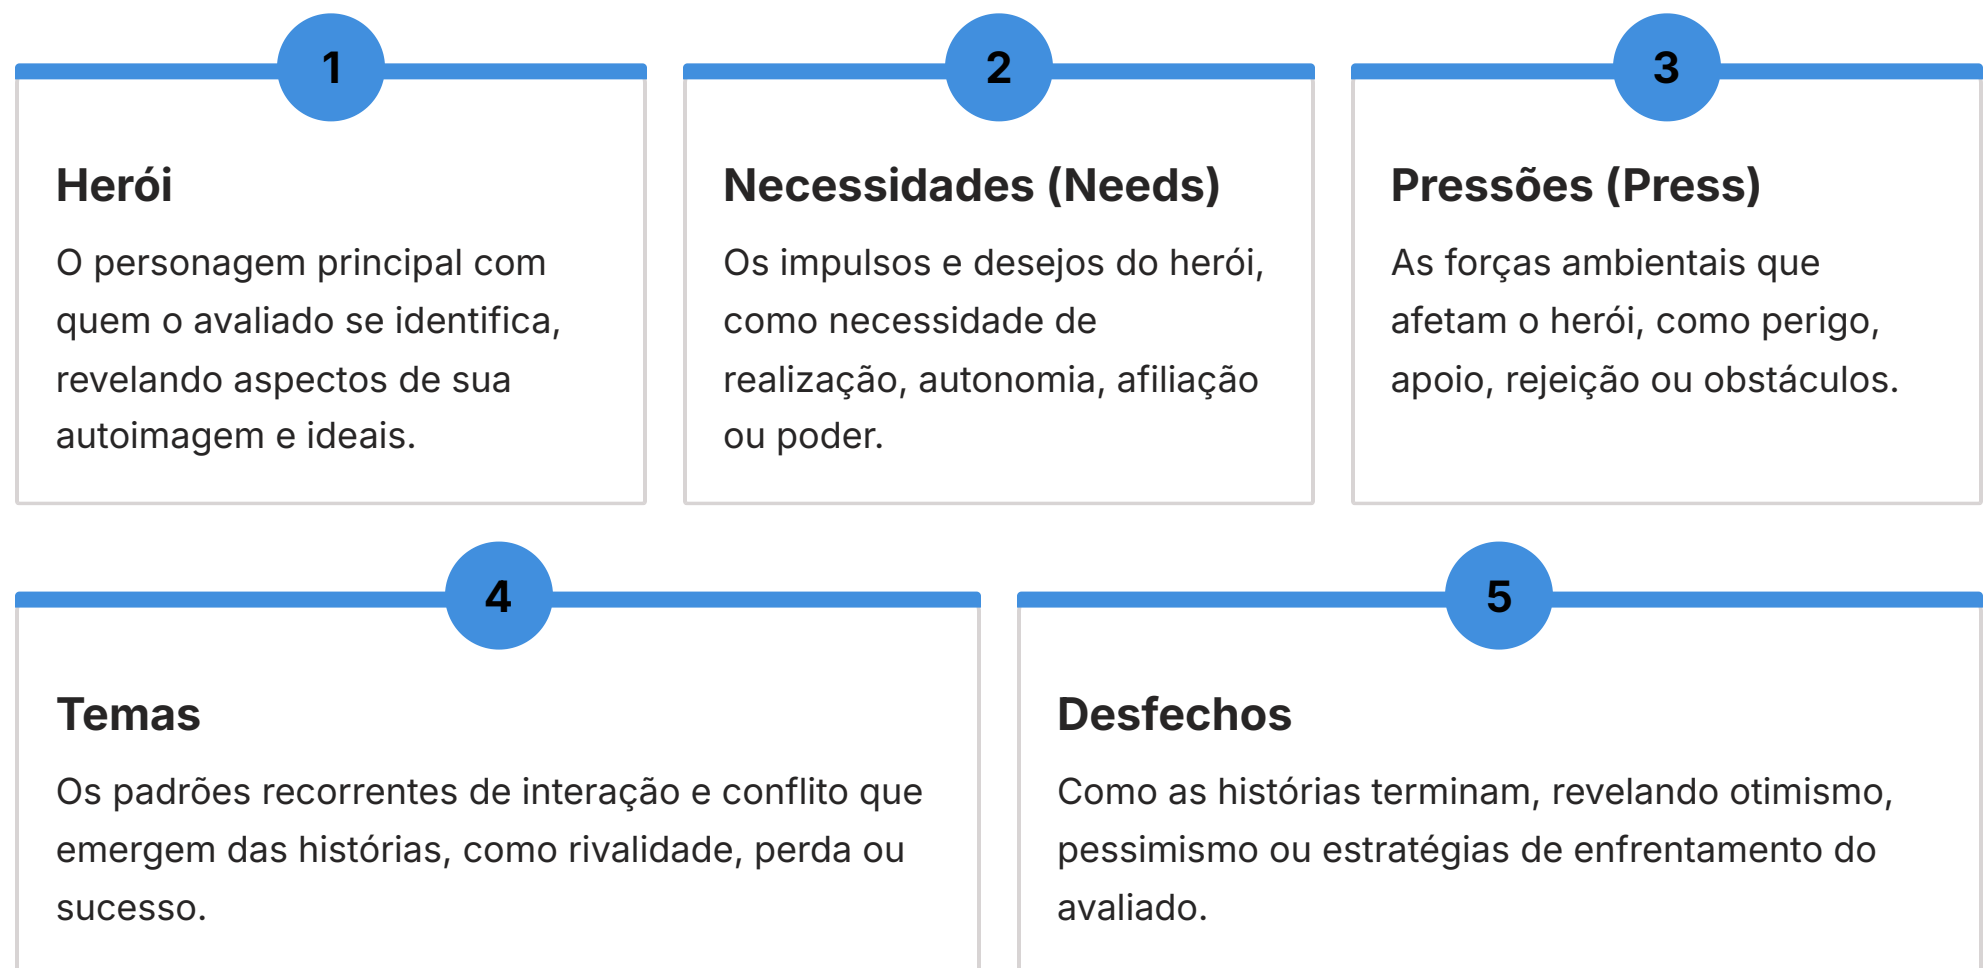 1
Herói
O personagem principal com
quem o avaliado se identifica,
revelando aspectos de sua
autoimagem e ideais.
2
Necessidades (Needs)
Os impulsos e desejos do herói,
como necessidade de
realização, autonomia, afiliação
ou poder.
3
Pressões (Press)
As forças ambientais que
afetam o herói, como perigo,
apoio, rejeição ou obstáculos.
4
Temas
Os padrões recorrentes de interação e conflito que
emergem das histórias, como rivalidade, perda ou
sucesso.
5
Desfechos
Como as histórias terminam, revelando otimismo,
pessimismo ou estratégias de enfrentamento do
avaliado.